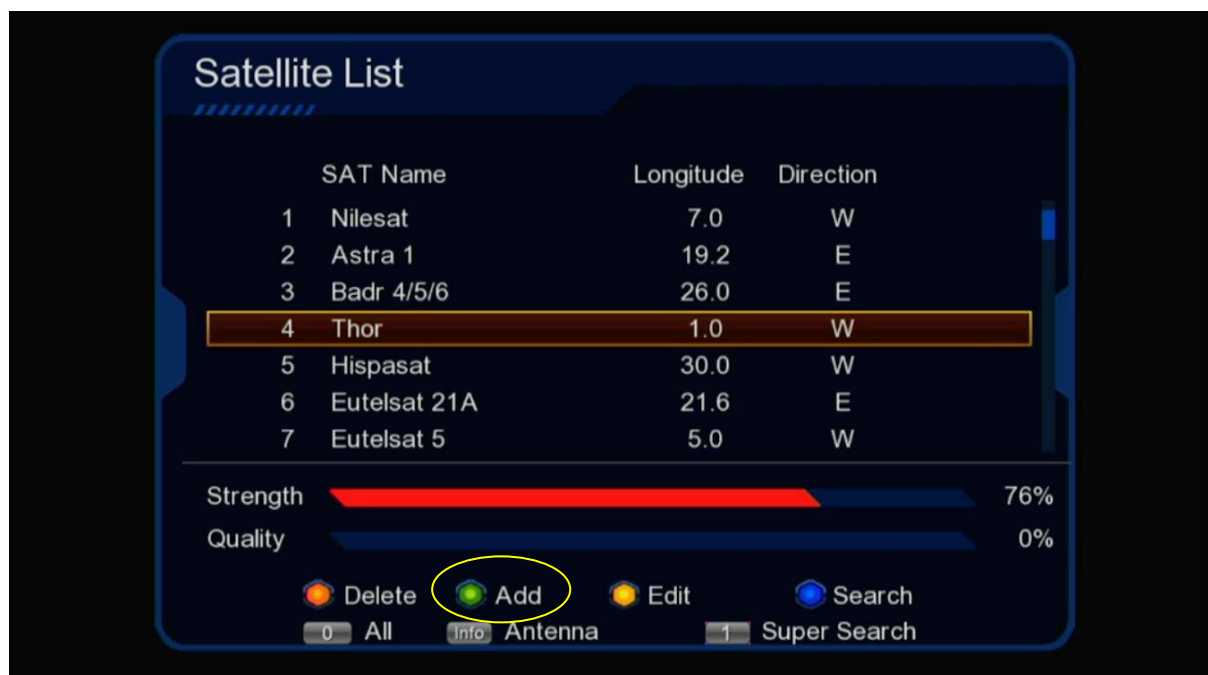 Satellite List
SAT Name Longitude Direction
1 Nilesat 7.0 W
2 Astra 1 19.2 E
3 Badr 4/5/6 26.0 E
4 Thor 1.0 W
5 Hispasat 30.0 W
6 Eutelsat 21A 21.6 E
7 Eutelsat 5 5.0 W
Strength 76%
Quality 0%
Delete Add Edit Search
0 All Info Antenna 1 Super Search